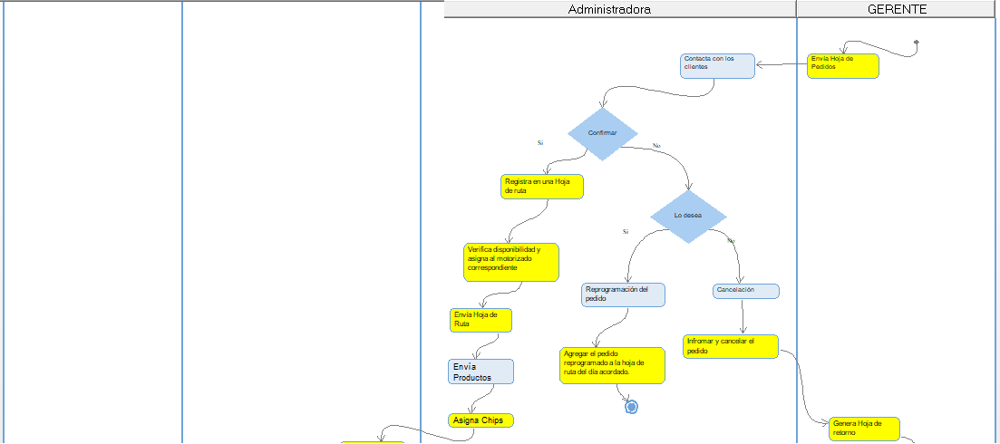 Administradora
GERENTE
Contacta con los
clientes
Envía Hoja de
Pedidos
Confirmar
Si
No
Registra en una Hoja
de ruta
Lo desea
Si
No
Verifica disponibilidad y
asigna al motorizado
correspondiente
Reprogramación del
pedido
Cancelación
Envía Hoja de
Ruta
Infromar y cancelar el
pedido
Agregar el pedido
reprogramado a la hoja de
ruta del día acordado.
Envía
Productos
Asigna Chips
Genera Hoja de
retorno